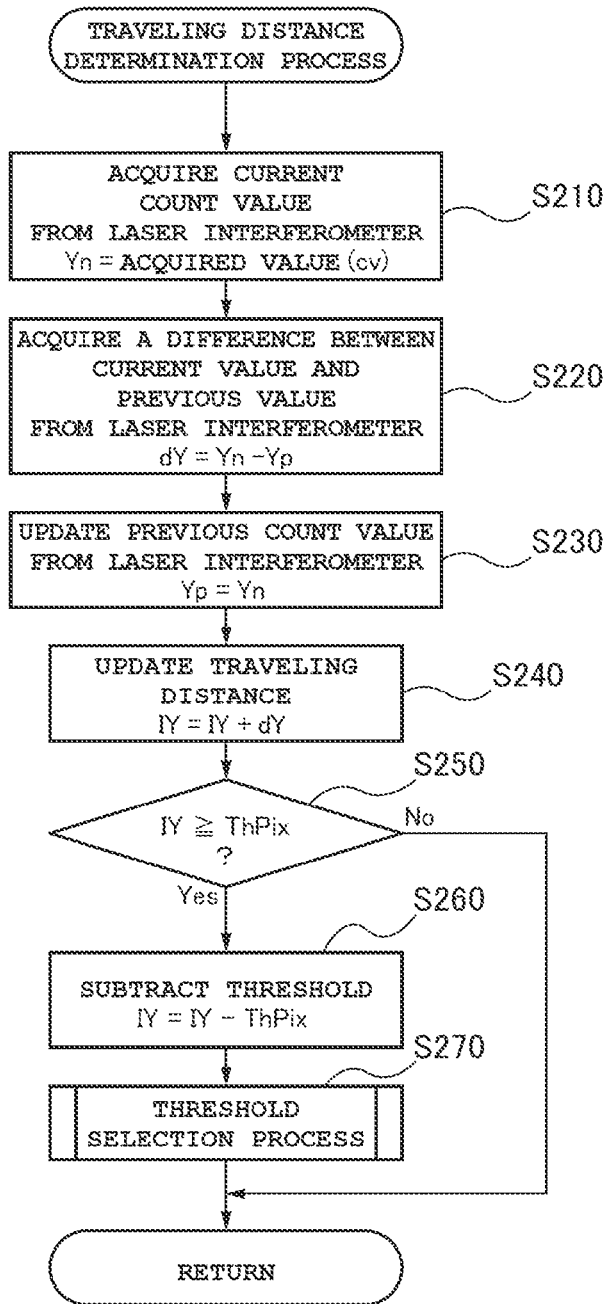 TRAVELING DISTANCE
DETERMINATION PROCESS
ACQUIRE CURRENT
COUNT VALUE
FROM LASER INTERFEROMETER
Yn = ACQUIRED VALUE (cv)
S210
ACQUIRE A DIFFERENCE BETWEEN
CURRENT VALUE AND
PREVIOUS VALUE
FROM LASER INTERFEROMETER
dY = Yn -Yp
S220
UPDATE PREVIOUS COUNT VALUE
FROM LASER INTERFEROMETER
Yp = Yn
S230
UPDATE TRAVELING
DISTANCE
IY = IY + dY
S240
S250
IY ≧ ThPix
?
No
Yes
S260
SUBTRACT THRESHOLD
IY = IY - ThPix
S270
THRESHOLD
SELECTION PROCESS
RETURN